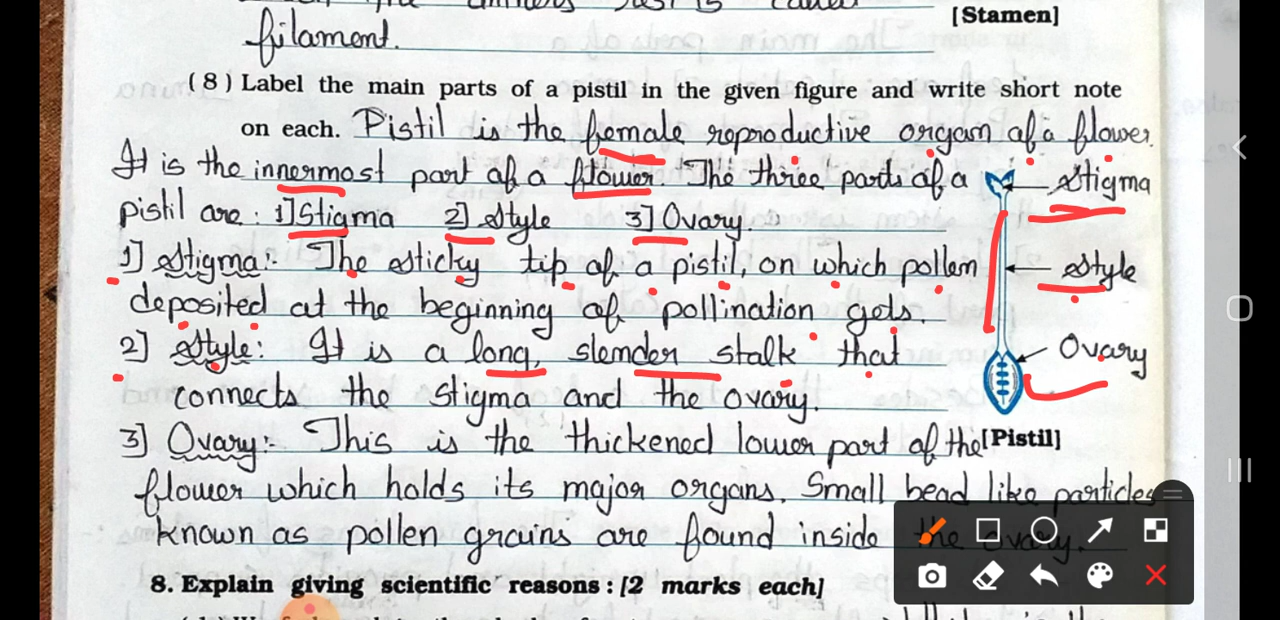 filament.
[Stamen]
(8) Label the main parts of a pistil in the given figure and write short note
on each. Pistil is the female reproductive organ of a flower.
It is the innermost part of a flower. The three parts of a
Stigma
pistil are: 1] Stigma 2] Style 3] Ovary.
1] Stigma:- The sticky tip of a pistil, on which pollen
Style
deposited at the beginning of pollination gets.
2] Style: It is a long, slender stalk that
Ovary
connects the stigma and the ovary.
3] Ovary:- This is the thickened lower part of the
[Pistil]
flower which holds its major organs. Small bead like particles
known as pollen grains are found inside the ovary.
8. Explain giving scientific reasons : [2 marks each]